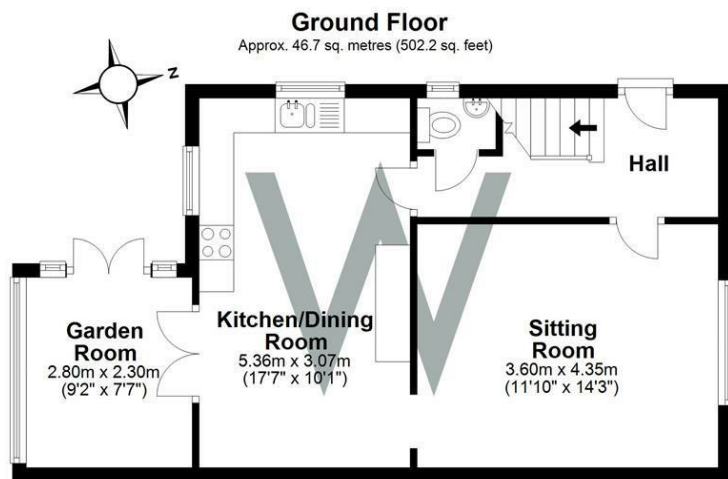 Ground Floor
Approx. 46.7 sq. metres (502.2 sq. feet)
Z
Hall
Kitchen/Dining
Room
5.36m x 3.07m
(17'7" x 10'1")
Garden
Room
2.80m x 2.30m
(9'2" x 7'7")
Sitting
Room
3.60m x 4.35m
(11'10" x 14'3")
W